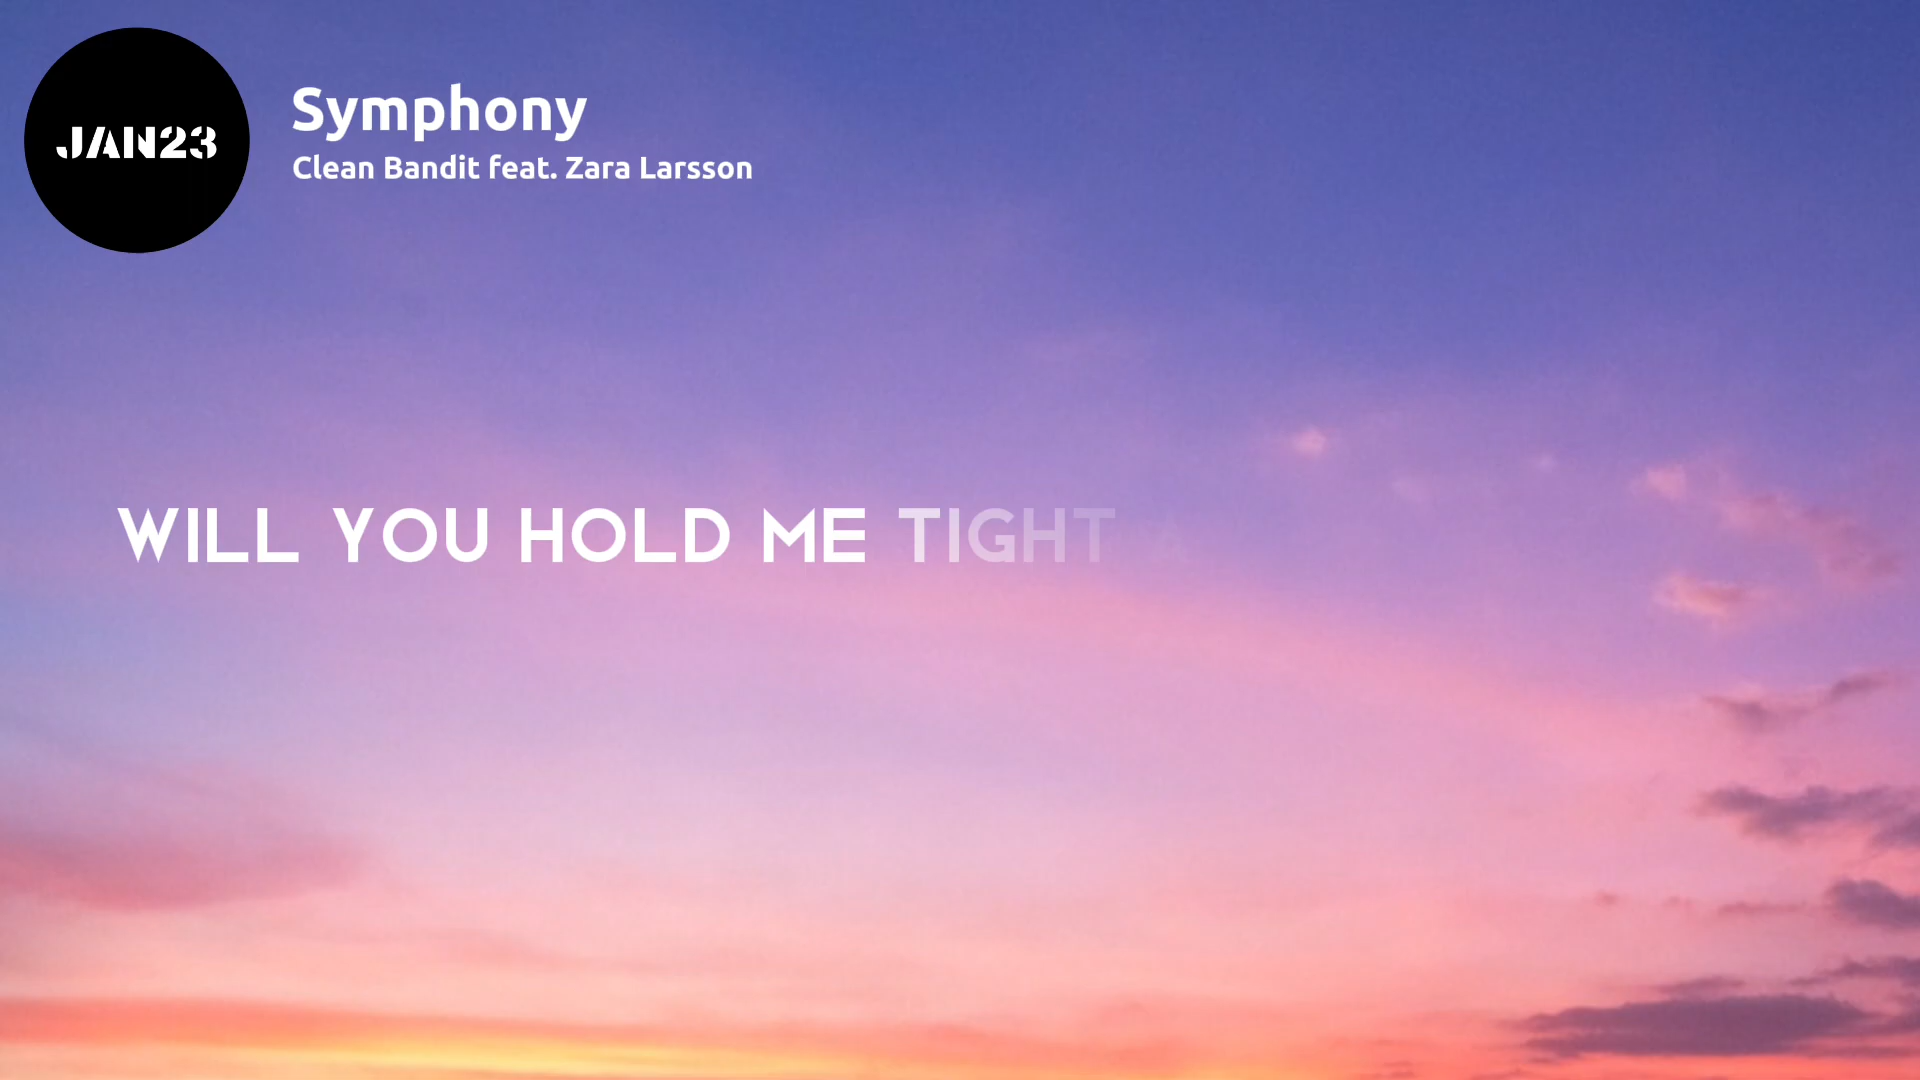 JAN23
Symphony
Clean Bandit feat. Zara Larsson
WILL YOU HOLD ME TIGHT